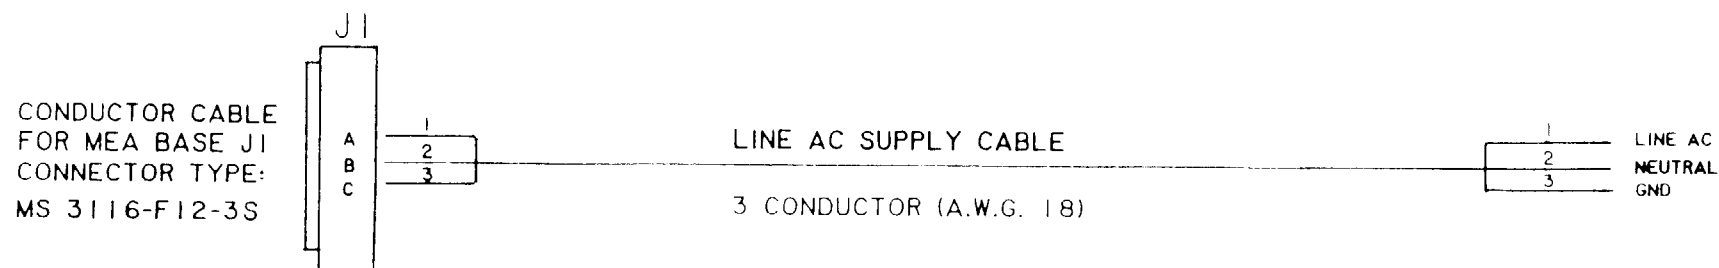 J1
CONDUCTOR CABLE
FOR MEA BASE J1
CONNECTOR TYPE:
MS 3116-F12-3S
A
B
C
1
2
3
LINE AC SUPPLY CABLE
3 CONDUCTOR (A.W.G. 18)
1 LINE AC
2 NEUTRAL
3 GND